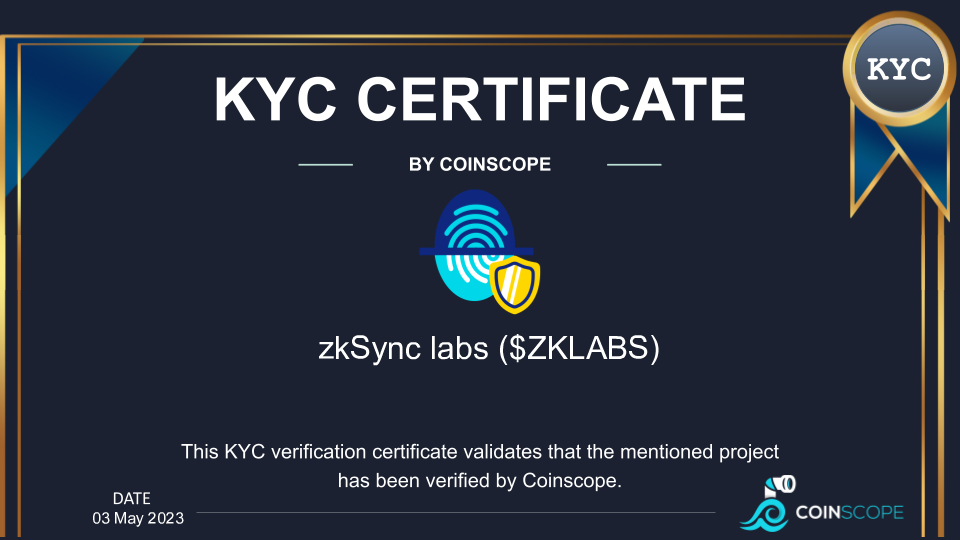 KYC
KYC CERTIFICATE
BY COINSCOPE
zkSync labs ($ZKLABS)
This KYC verification certificate validates that the mentioned project
has been verified by Coinscope.
DATE
03 May 2023
COINSCOPE